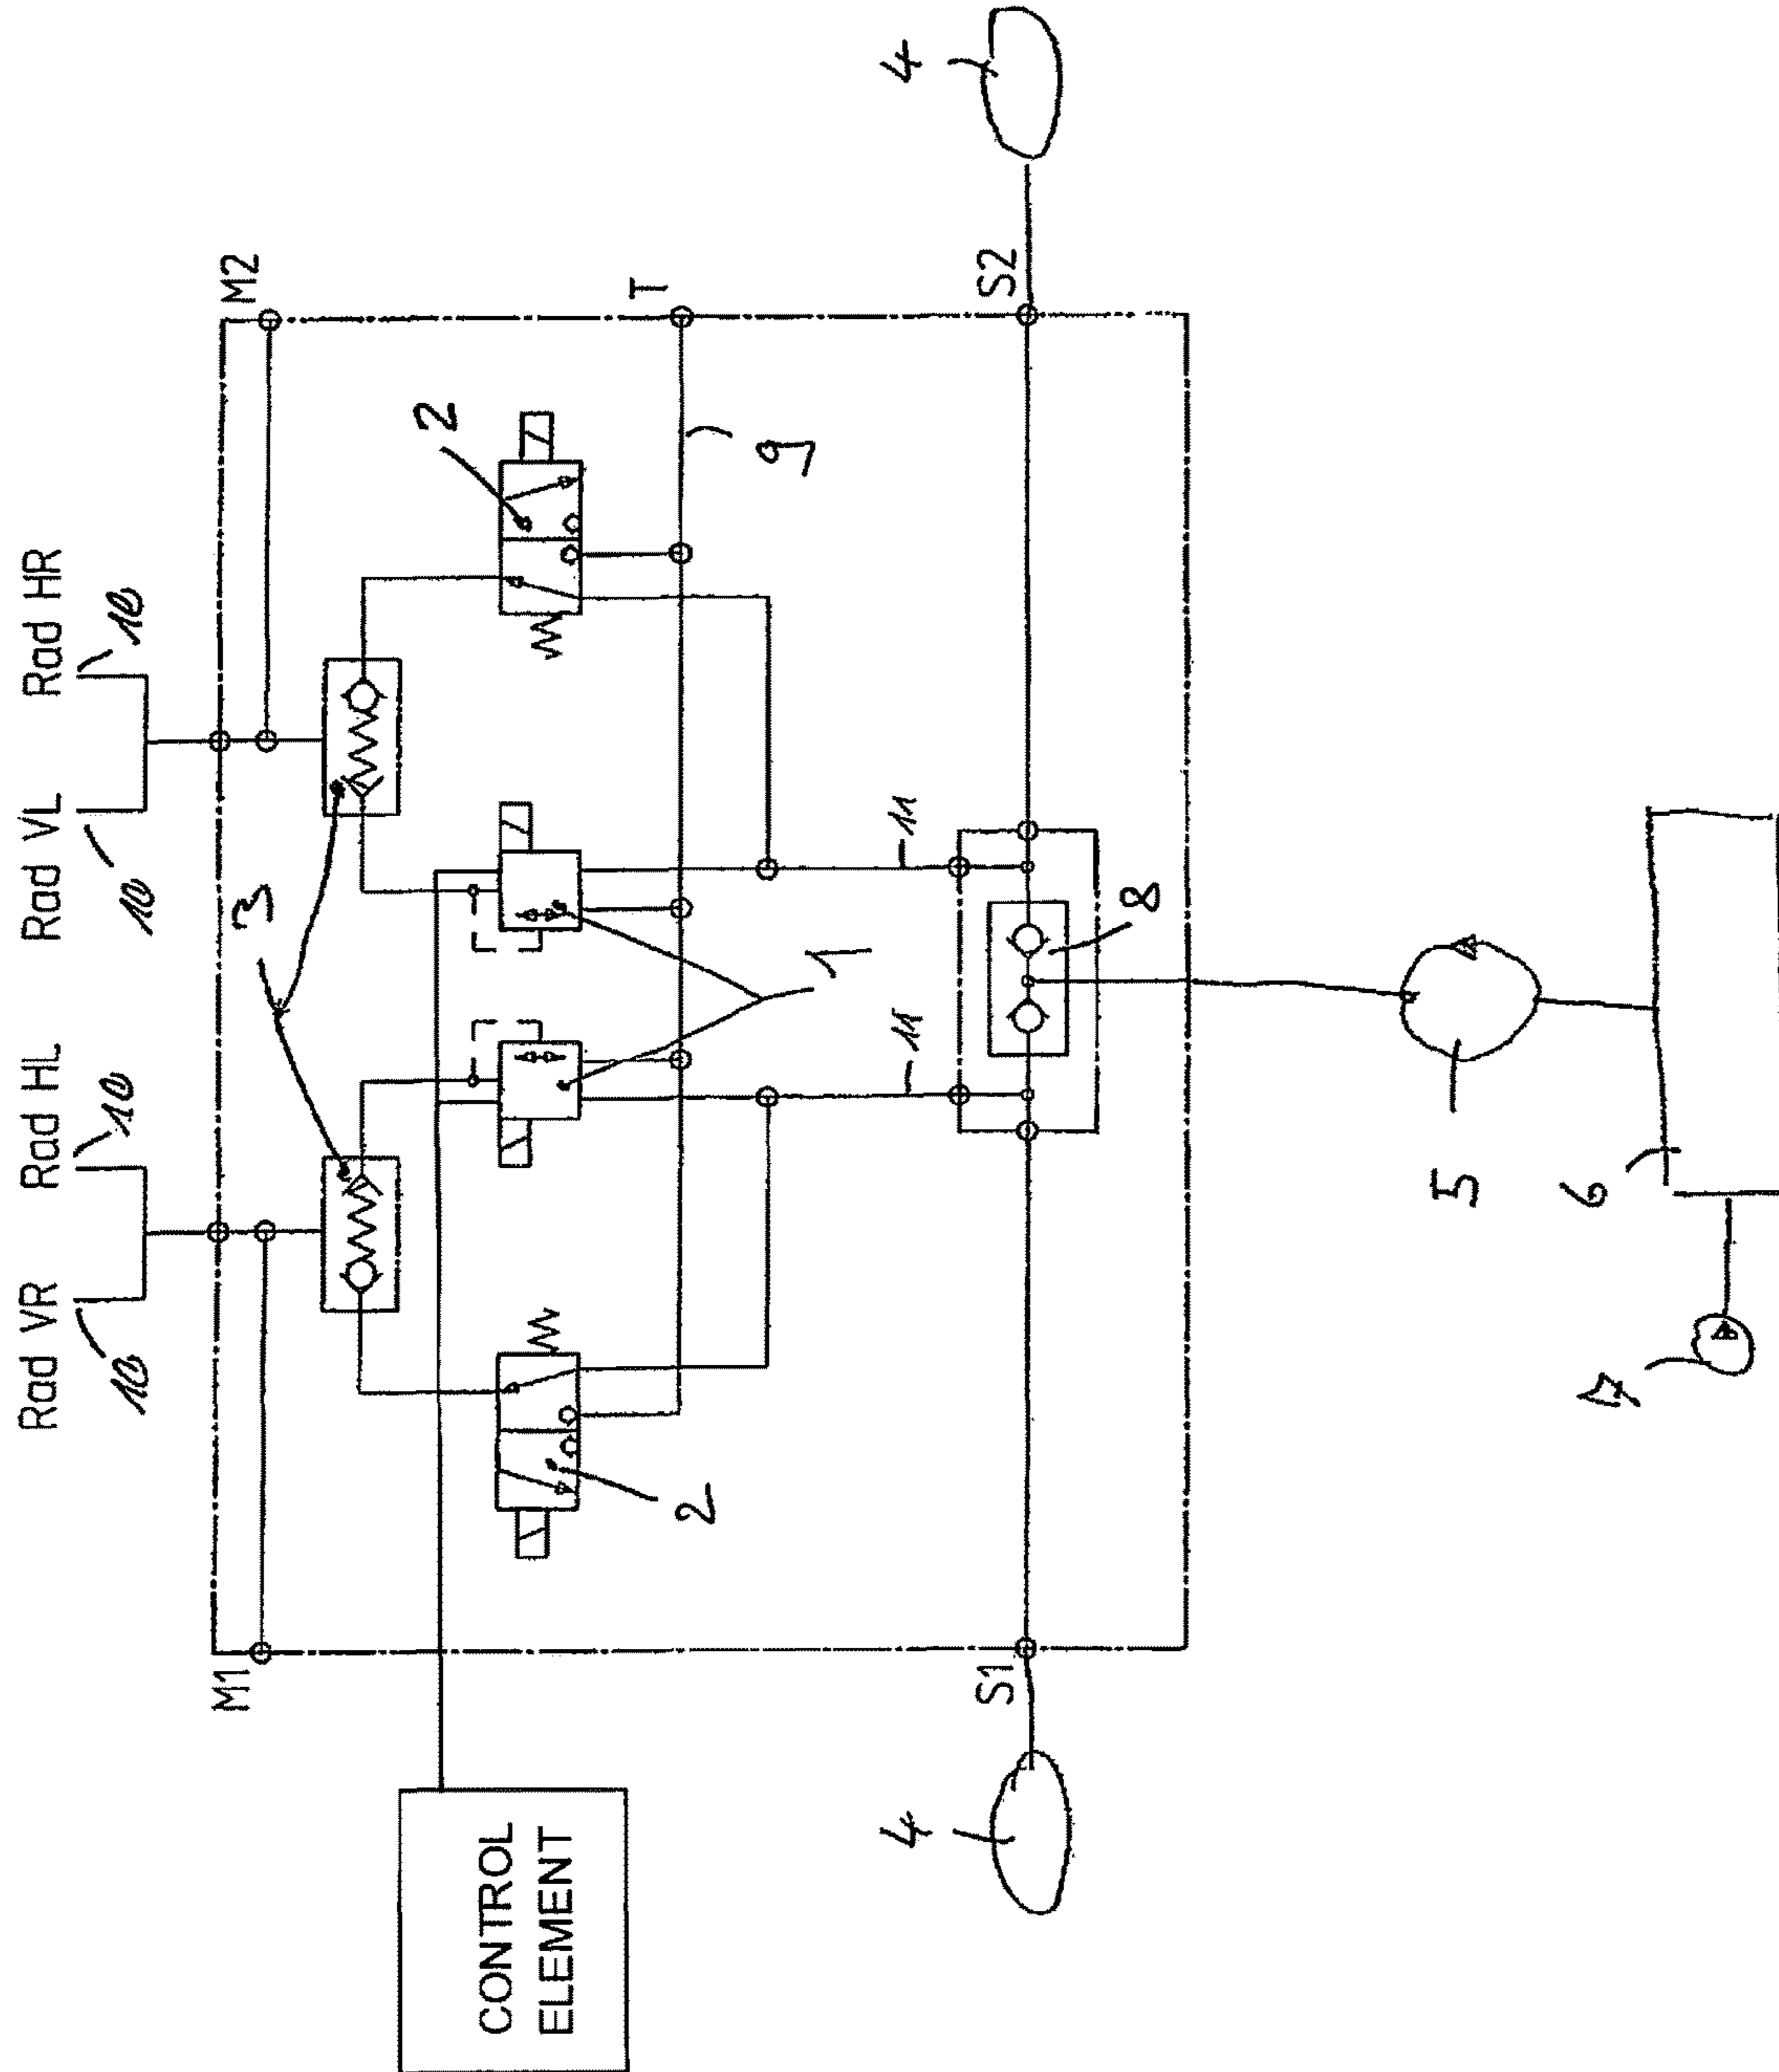 Rad VR Rad HL Rad VL Rad HR
10 10 10 10
M1 M2
3
2
CONTROL
ELEMENT
T
2
9
1
4 11 11 4
S1 S2
8
5
6
7